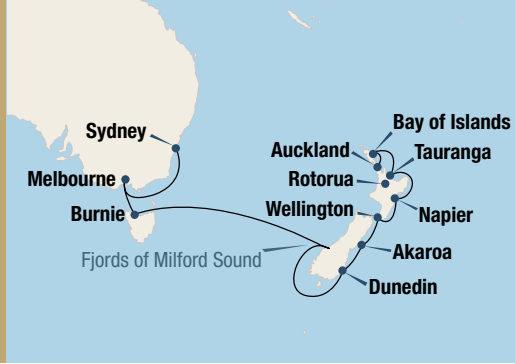 Bay of Islands
Sydney
Auckland
Tauranga
Melbourne
Rotorua
Burnie
Wellington
Napier
Akaroa
Fjords of Milford Sound
Dunedin